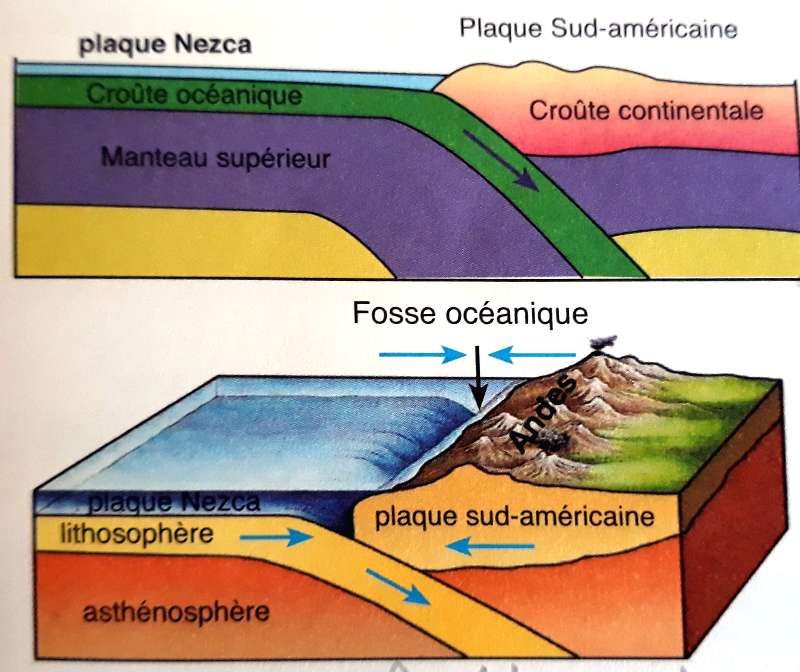 plaque Nezca
Plaque Sud-américaine
Croûte océanique
Croûte continentale
Manteau supérieur
Fosse océanique
Andes
plaque Nezca
lithosphère
plaque sud-américaine
asthénosphère